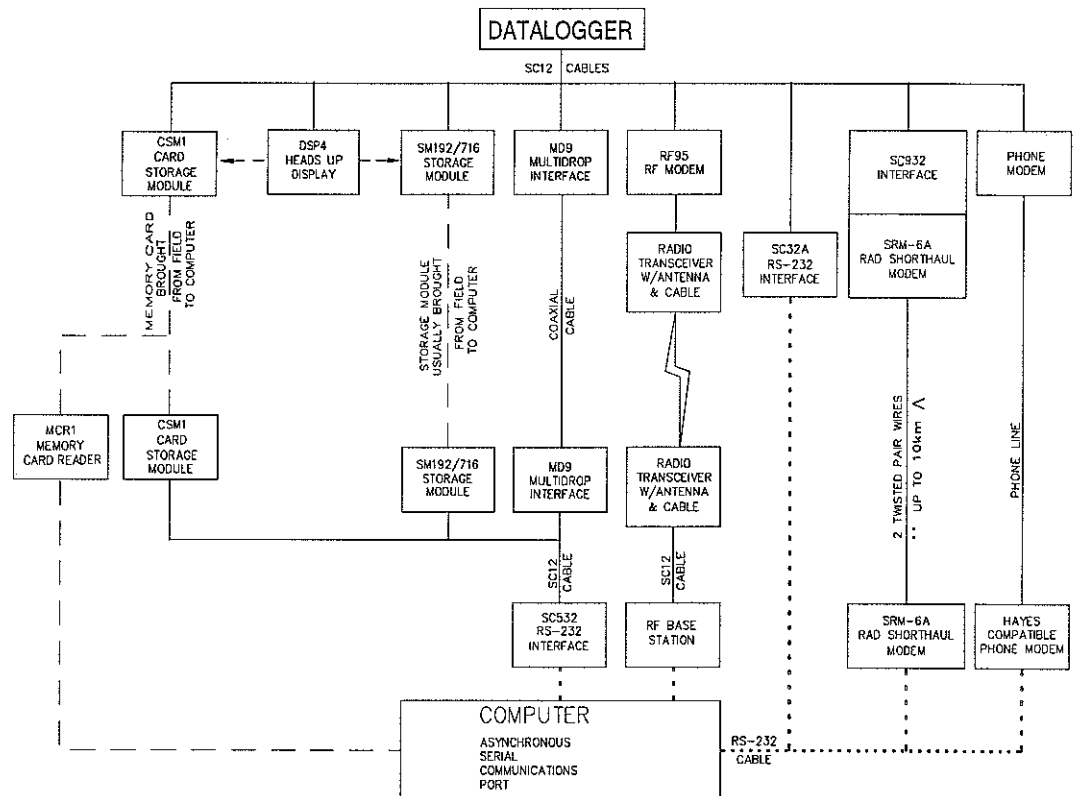 DATALOGGER
SC12 CABLES
CSM1
CARD
STORAGE
MODULE
DSP4
HEADS UP
DISPLAY
SM192/716
STORAGE
MODULE
MD9
MULTIDROP
INTERFACE
RF95
RF MODEM
SC932
INTERFACE
PHONE
MODEM
RADIO
TRANSCEIVER
W/ANTENNA
& CABLE
SC32A
RS-232
INTERFACE
SRM-6A
RAD SHORTHAUL
MODEM
MEMORY CARD
BROUGHT
FROM FIELD
TO COMPUTER
STORAGE MODULE
USUALLY BROUGHT
FROM FIELD
TO COMPUTER
COAXIAL
CABLE
2 TWISTED PAIR WIRES
:: UP TO 10km V
PHONE LINE
MCR1
MEMORY
CARD READER
CSM1
CARD
STORAGE
MODULE
SM192/716
STORAGE
MODULE
MD9
MULTIDROP
INTERFACE
RADIO
TRANSCEIVER
W/ANTENNA
& CABLE
SC12
CABLE
SC12
CABLE
SC532
RS-232
INTERFACE
RF BASE
STATION
SRM-6A
RAD SHORTHAUL
MODEM
HAYES
COMPATIBLE
PHONE MODEM
COMPUTER
ASYNCHRONOUS
SERIAL
COMMUNICATIONS
PORT
RS-232
CABLE